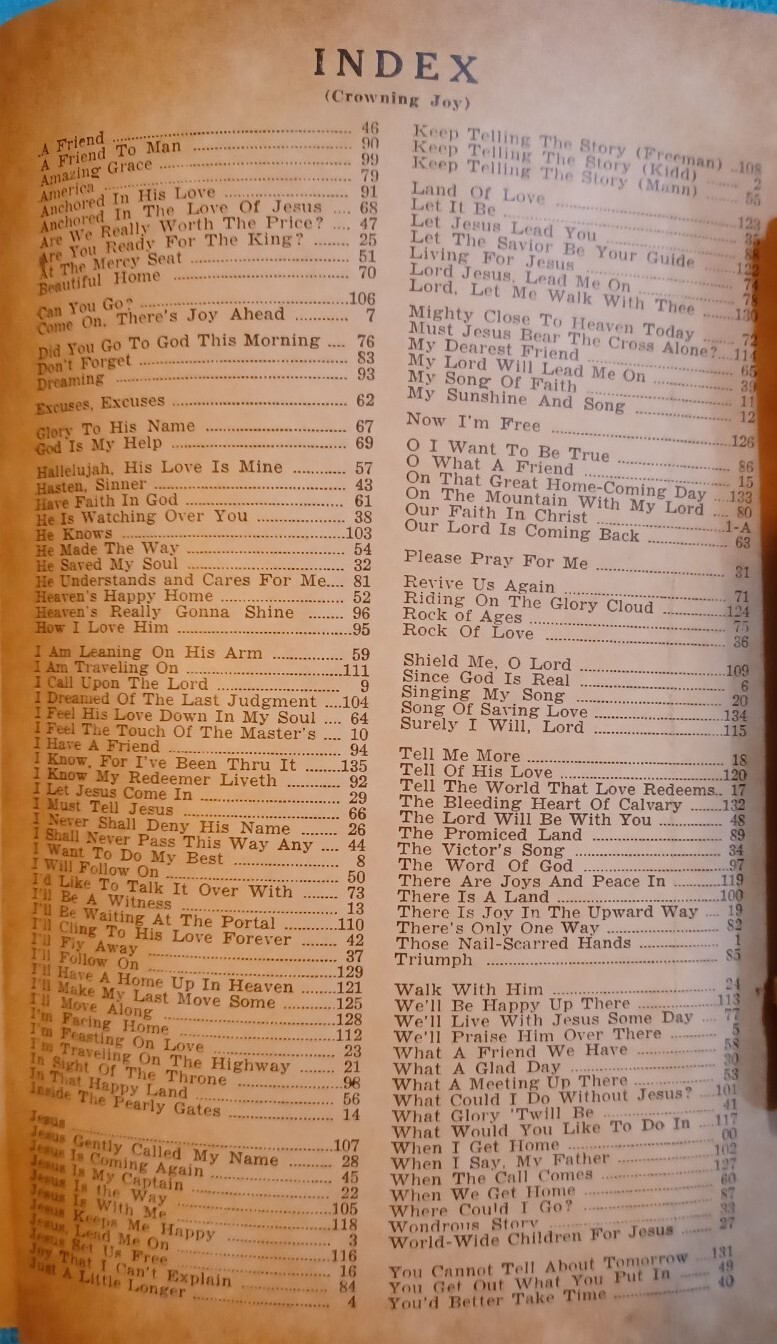 INDEX
(Crowning Joy)
A Friend 46
A Friend To Man 90
Amazing Grace 99
America 79
Anchored In His Love 91
Anchored In The Love Of Jesus 68
Are We Really Worth The Price? 47
Are You Ready For The King? 25
At The Mercy Seat 51
Beautiful Home 70
Can You Go? 106
Come On, There's Joy Ahead 7
Did You Go To God This Morning 76
Don't Forget 83
Dreaming 93
Excuses, Excuses 62
Glory To His Name 67
God Is My Help 69
Hallelujah, His Love Is Mine 57
Hasten, Sinner 43
Have Faith In God 61
He Is Watching Over You 38
He Knows 103
He Made The Way 54
He Saved My Soul 32
He Understands and Cares For Me 81
Heaven's Happy Home 52
Heaven's Really Gonna Shine 96
How I Love Him 95
I Am Leaning On His Arm 59
I Am Traveling On 111
I Call Upon The Lord 9
I Dreamed Of The Last Judgment 104
I Feel His Love Down In My Soul 64
I Feel The Touch Of The Master's 10
I Have A Friend 94
I Know, For I've Been Thru It 135
I Know My Redeemer Liveth 92
I Let Jesus Come In 29
I Must Tell Jesus 66
I Never Shall Deny His Name 26
I Shall Never Pass This Way Any 44
I Want To Do My Best 8
I Will Follow On 50
I'd Like To Talk It Over With 73
I'll Be A Witness 13
I'll Be Waiting At The Portal 110
I'll Cling To His Love Forever 42
I'll Fly Away 37
I'll Follow On 129
I'll Have A Home Up In Heaven 121
I'll Make My Last Move Some 125
I'll Move Along 128
I'm Facing Home 112
I'm Feasting On Love 23
I'm Traveling On The Highway 21
In Sight Of The Throne 98
In That Happy Land 56
Inside The Pearly Gates 14
Jesus 107
Jesus Gently Called My Name 28
Jesus Is Coming Again 45
Jesus Is My Captain 22
Jesus Is the Way 105
Jesus Is With Me 118
Jesus Keeps Me Happy 3
Jesus, Lead Me On 116
Jesus Set Us Free 16
Joy That I Can't Explain 84
Just A Little Longer 4
Keep Telling The Story (Freeman) 108
Keep Telling The Story (Kidd) 2
Keep Telling The Story (Mann) 55
Land Of Love 123
Let It Be 35
Let Jesus Lead You 88
Let The Savior Be Your Guide 122
Living For Jesus 74
Lord Jesus, Lead Me On 78
Lord, Let Me Walk With Thee 130
Mighty Close To Heaven Today 72
Must Jesus Bear The Cross Alone? 114
My Dearest Friend 65
My Lord Will Lead Me On 39
My Song Of Faith 11
My Sunshine And Song 12
Now I'm Free 126
O I Want To Be True 86
O What A Friend 15
On That Great Home-Coming Day 133
On The Mountain With My Lord 80
Our Faith In Christ 1-A
Our Lord Is Coming Back 63
Please Pray For Me 31
Revive Us Again 71
Riding On The Glory Cloud 124
Rock of Ages 75
Rock Of Love 36
Shield Me, O Lord 109
Since God Is Real 6
Singing My Song 20
Song Of Saving Love 134
Surely I Will, Lord 115
Tell Me More 18
Tell Of His Love 120
Tell The World That Love Redeems 17
The Bleeding Heart Of Calvary 132
The Lord Will Be With You 48
The Promiced Land 89
The Victor's Song 34
The Word Of God 97
There Are Joys And Peace In 119
There Is A Land 100
There Is Joy In The Upward Way 19
There's Only One Way 82
Those Nail-Scarred Hands 1
Triumph 85
Walk With Him 24
We'll Be Happy Up There 113
We'll Live With Jesus Some Day 77
We'll Praise Him Over There 5
What A Friend We Have 58
What A Glad Day 30
What A Meeting Up There 53
What Could I Do Without Jesus? 101
What Glory 'Twill Be 41
What Would You Like To Do In 117
When I Get Home
When I Say, My Father 102
When The Call Comes 127
When We Get Home 60
Where Could I Go? 87
Wondrous Story 33
World-Wide Children For Jesus 27
You Cannot Tell About Tomorrow 131
You Get Out What You Put In 49
You'd Better Take Time 40